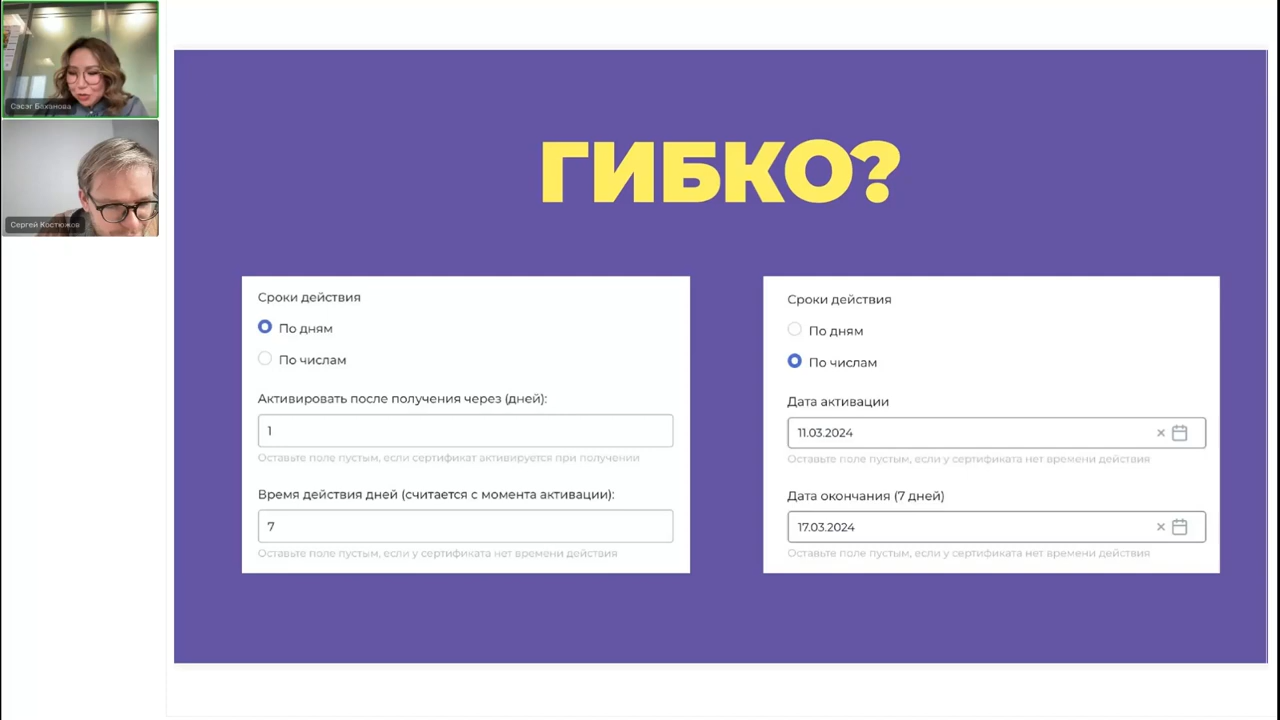 Сэсэг Баханова
Сергей Костюжов
ГИБКО?
Сроки действия
По дням
По числам
Активировать после получения через (дней):
1
Оставьте поле пустым, если сертификат активируется при получении
Время действия дней (считается с момента активации):
7
Оставьте поле пустым, если у сертификата нет времени действия
Сроки действия
По дням
По числам
Дата активации
11.03.2024
Оставьте поле пустым, если у сертификата нет времени действия
Дата окончания (7 дней)
17.03.2024
Оставьте поле пустым, если у сертификата нет времени действия